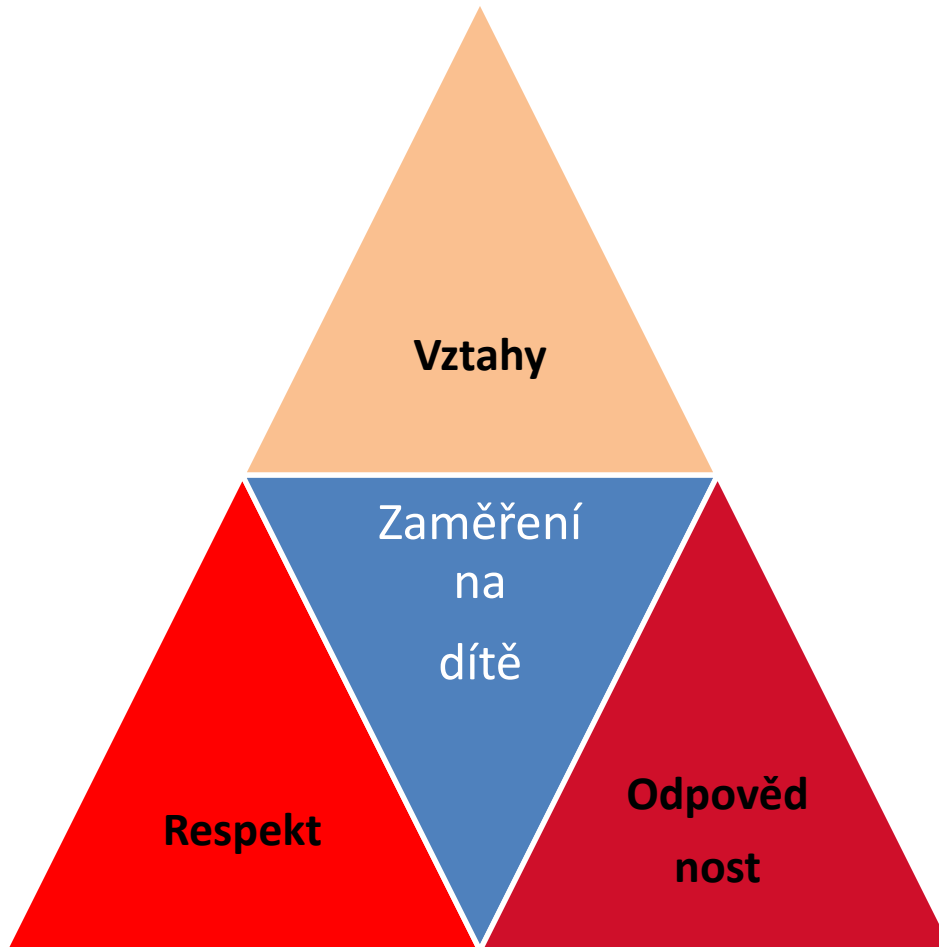 Vztahy
Zaměření
na
dítě
Respekt
Odpověd
nost